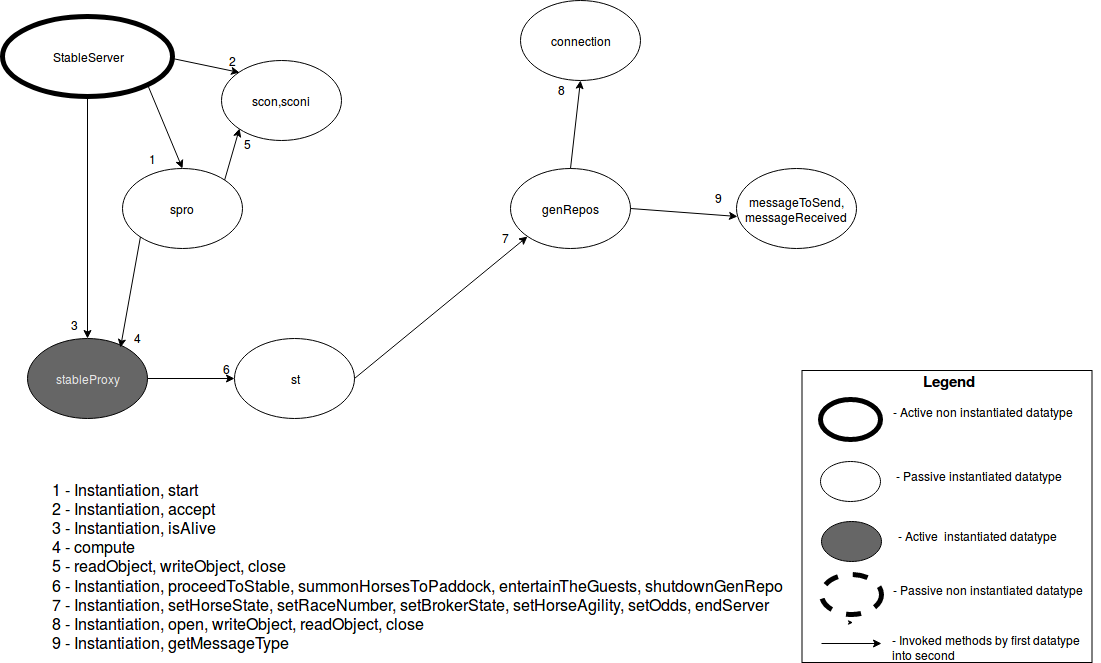 connection
StableServer
2
8
scon,sconi
5
1
9
messageToSend,
messageReceived
spro
genRepos
7
3
4
6
stableProxy
st
Legend
- Active non instantiated datatype
- Passive instantiated datatype
- Active instantiated datatype
- Passive non instantiated datatype
- Invoked methods by first datatype
into second
1 - Instantiation, start
2 - Instantiation, accept
3 - Instantiation, isAlive
4 - compute
5 - readObject, writeObject, close
6 - Instantiation, proceedToStable, summonHorsesToPaddock, entertainTheGuests, shutdownGenRepo
7 - Instantiation, setHorseState, setRaceNumber, setBrokerState, setHorseAgility, setOdds, endServer
8 - Instantiation, open, writeObject, readObject, close
9 - Instantiation, getMessageType